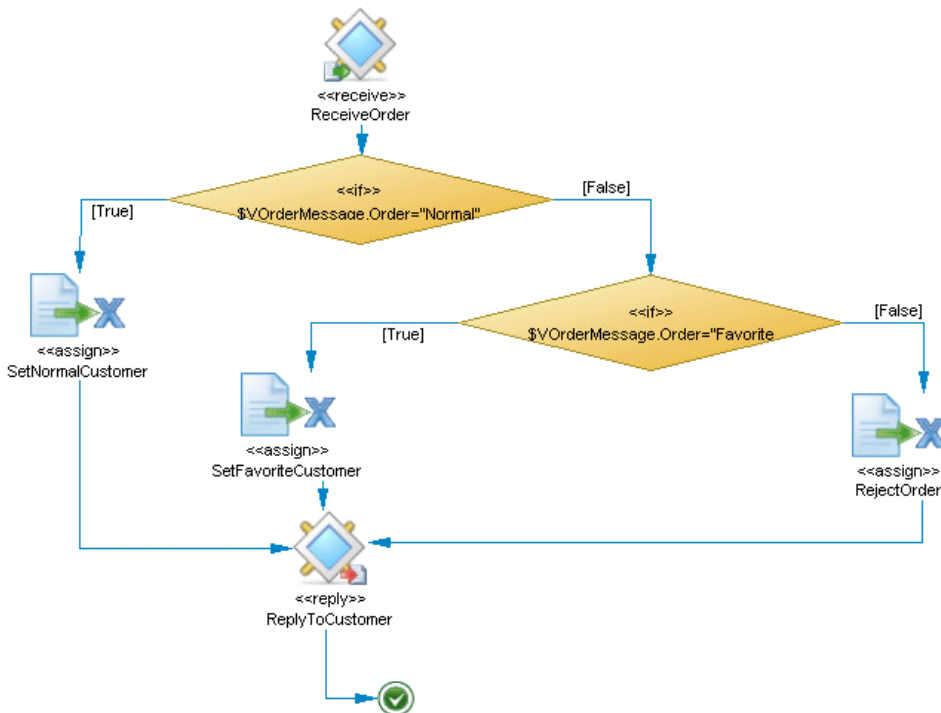 <<receive>>
ReceiveOrder
<<if>>
$VOrderMessage.Order="Normal"
[True]
[False]
<<if>>
$VOrderMessage.Order="Favorite
[True]
[False]
<<assign>>
SetNormalCustomer
<<assign>>
SetFavoriteCustomer
<<assign>>
RejectOrder
<<reply>>
ReplyToCustomer